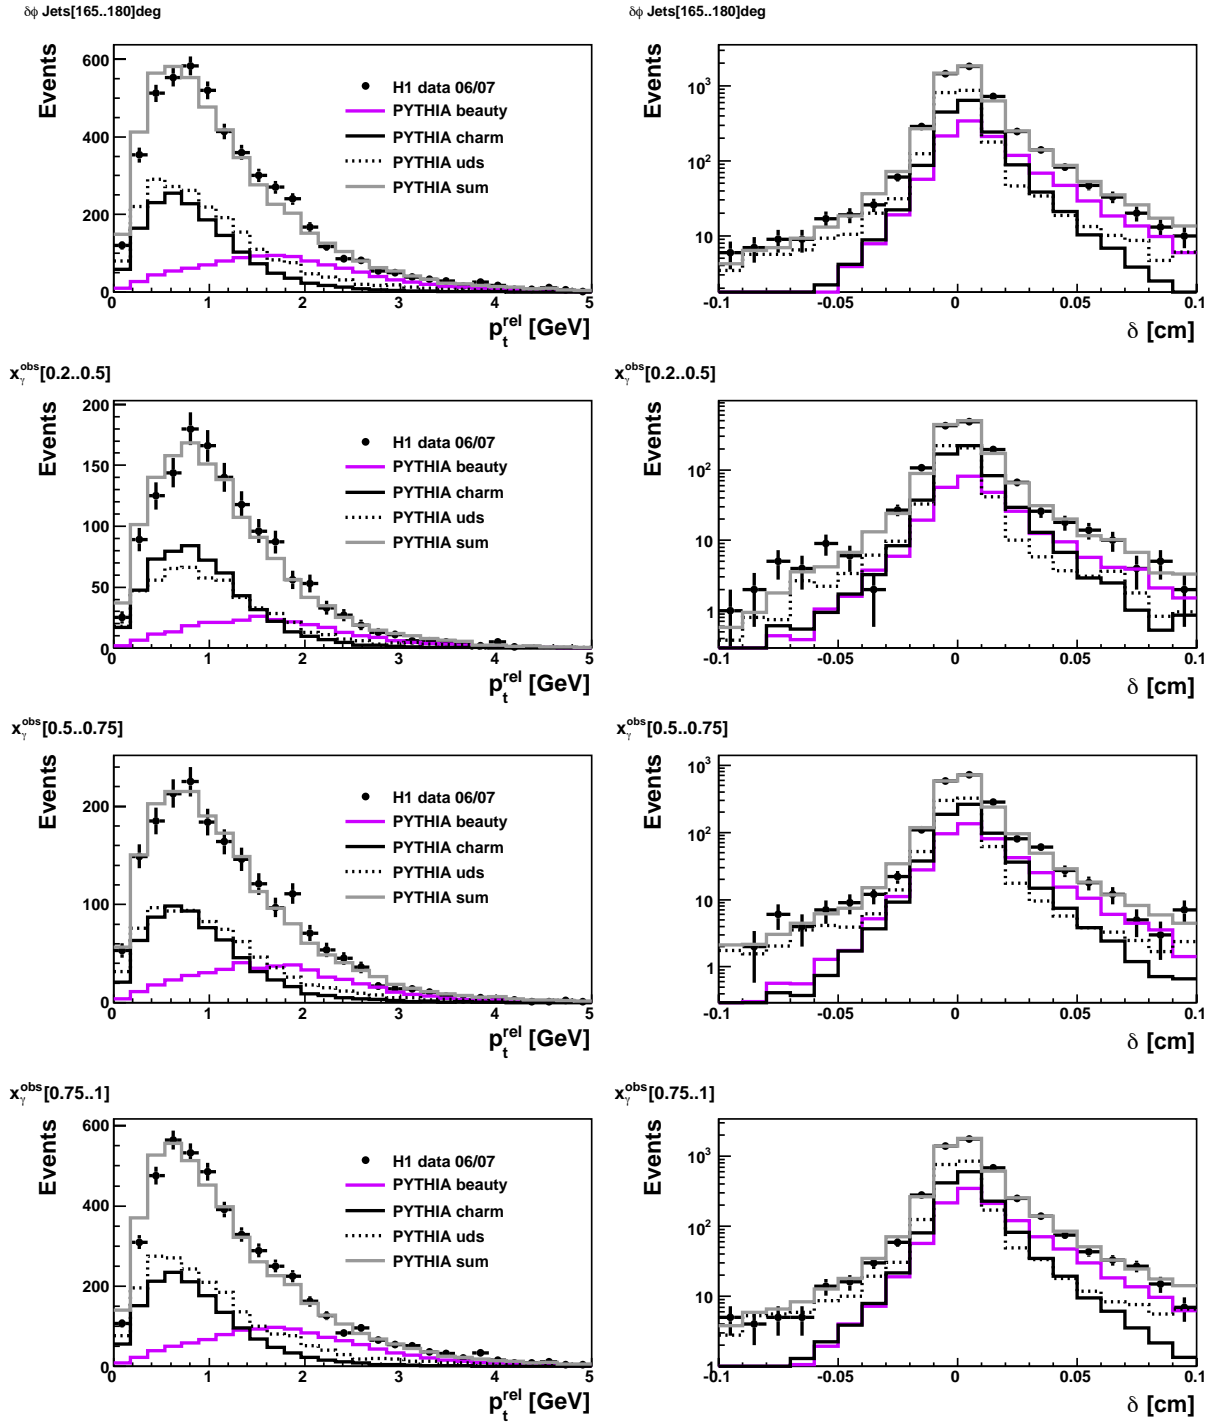 δϕ Jets[165..180]deg
Events
600
400
200
0
0 1 2 3 4 5
p_t^rel [GeV]
H1 data 06/07
PYTHIA beauty
PYTHIA charm
PYTHIA uds
PYTHIA sum
δϕ Jets[165..180]deg
Events
10^3
10^2
10
-0.1 -0.05 0 0.05 0.1
δ [cm]
x_γ^obs[0.2..0.5]
Events
200
150
100
50
0
0 1 2 3 4 5
p_t^rel [GeV]
H1 data 06/07
PYTHIA beauty
PYTHIA charm
PYTHIA uds
PYTHIA sum
x_γ^obs[0.2..0.5]
Events
10^2
10
1
-0.1 -0.05 0 0.05 0.1
δ [cm]
x_γ^obs[0.5..0.75]
Events
200
100
0
0 1 2 3 4 5
p_t^rel [GeV]
H1 data 06/07
PYTHIA beauty
PYTHIA charm
PYTHIA uds
PYTHIA sum
x_γ^obs[0.5..0.75]
Events
10^3
10^2
10
1
-0.1 -0.05 0 0.05 0.1
δ [cm]
x_γ^obs[0.75..1]
Events
600
400
200
0
0 1 2 3 4 5
p_t^rel [GeV]
H1 data 06/07
PYTHIA beauty
PYTHIA charm
PYTHIA uds
PYTHIA sum
x_γ^obs[0.75..1]
Events
10^3
10^2
10
1
-0.1 -0.05 0 0.05 0.1
δ [cm]